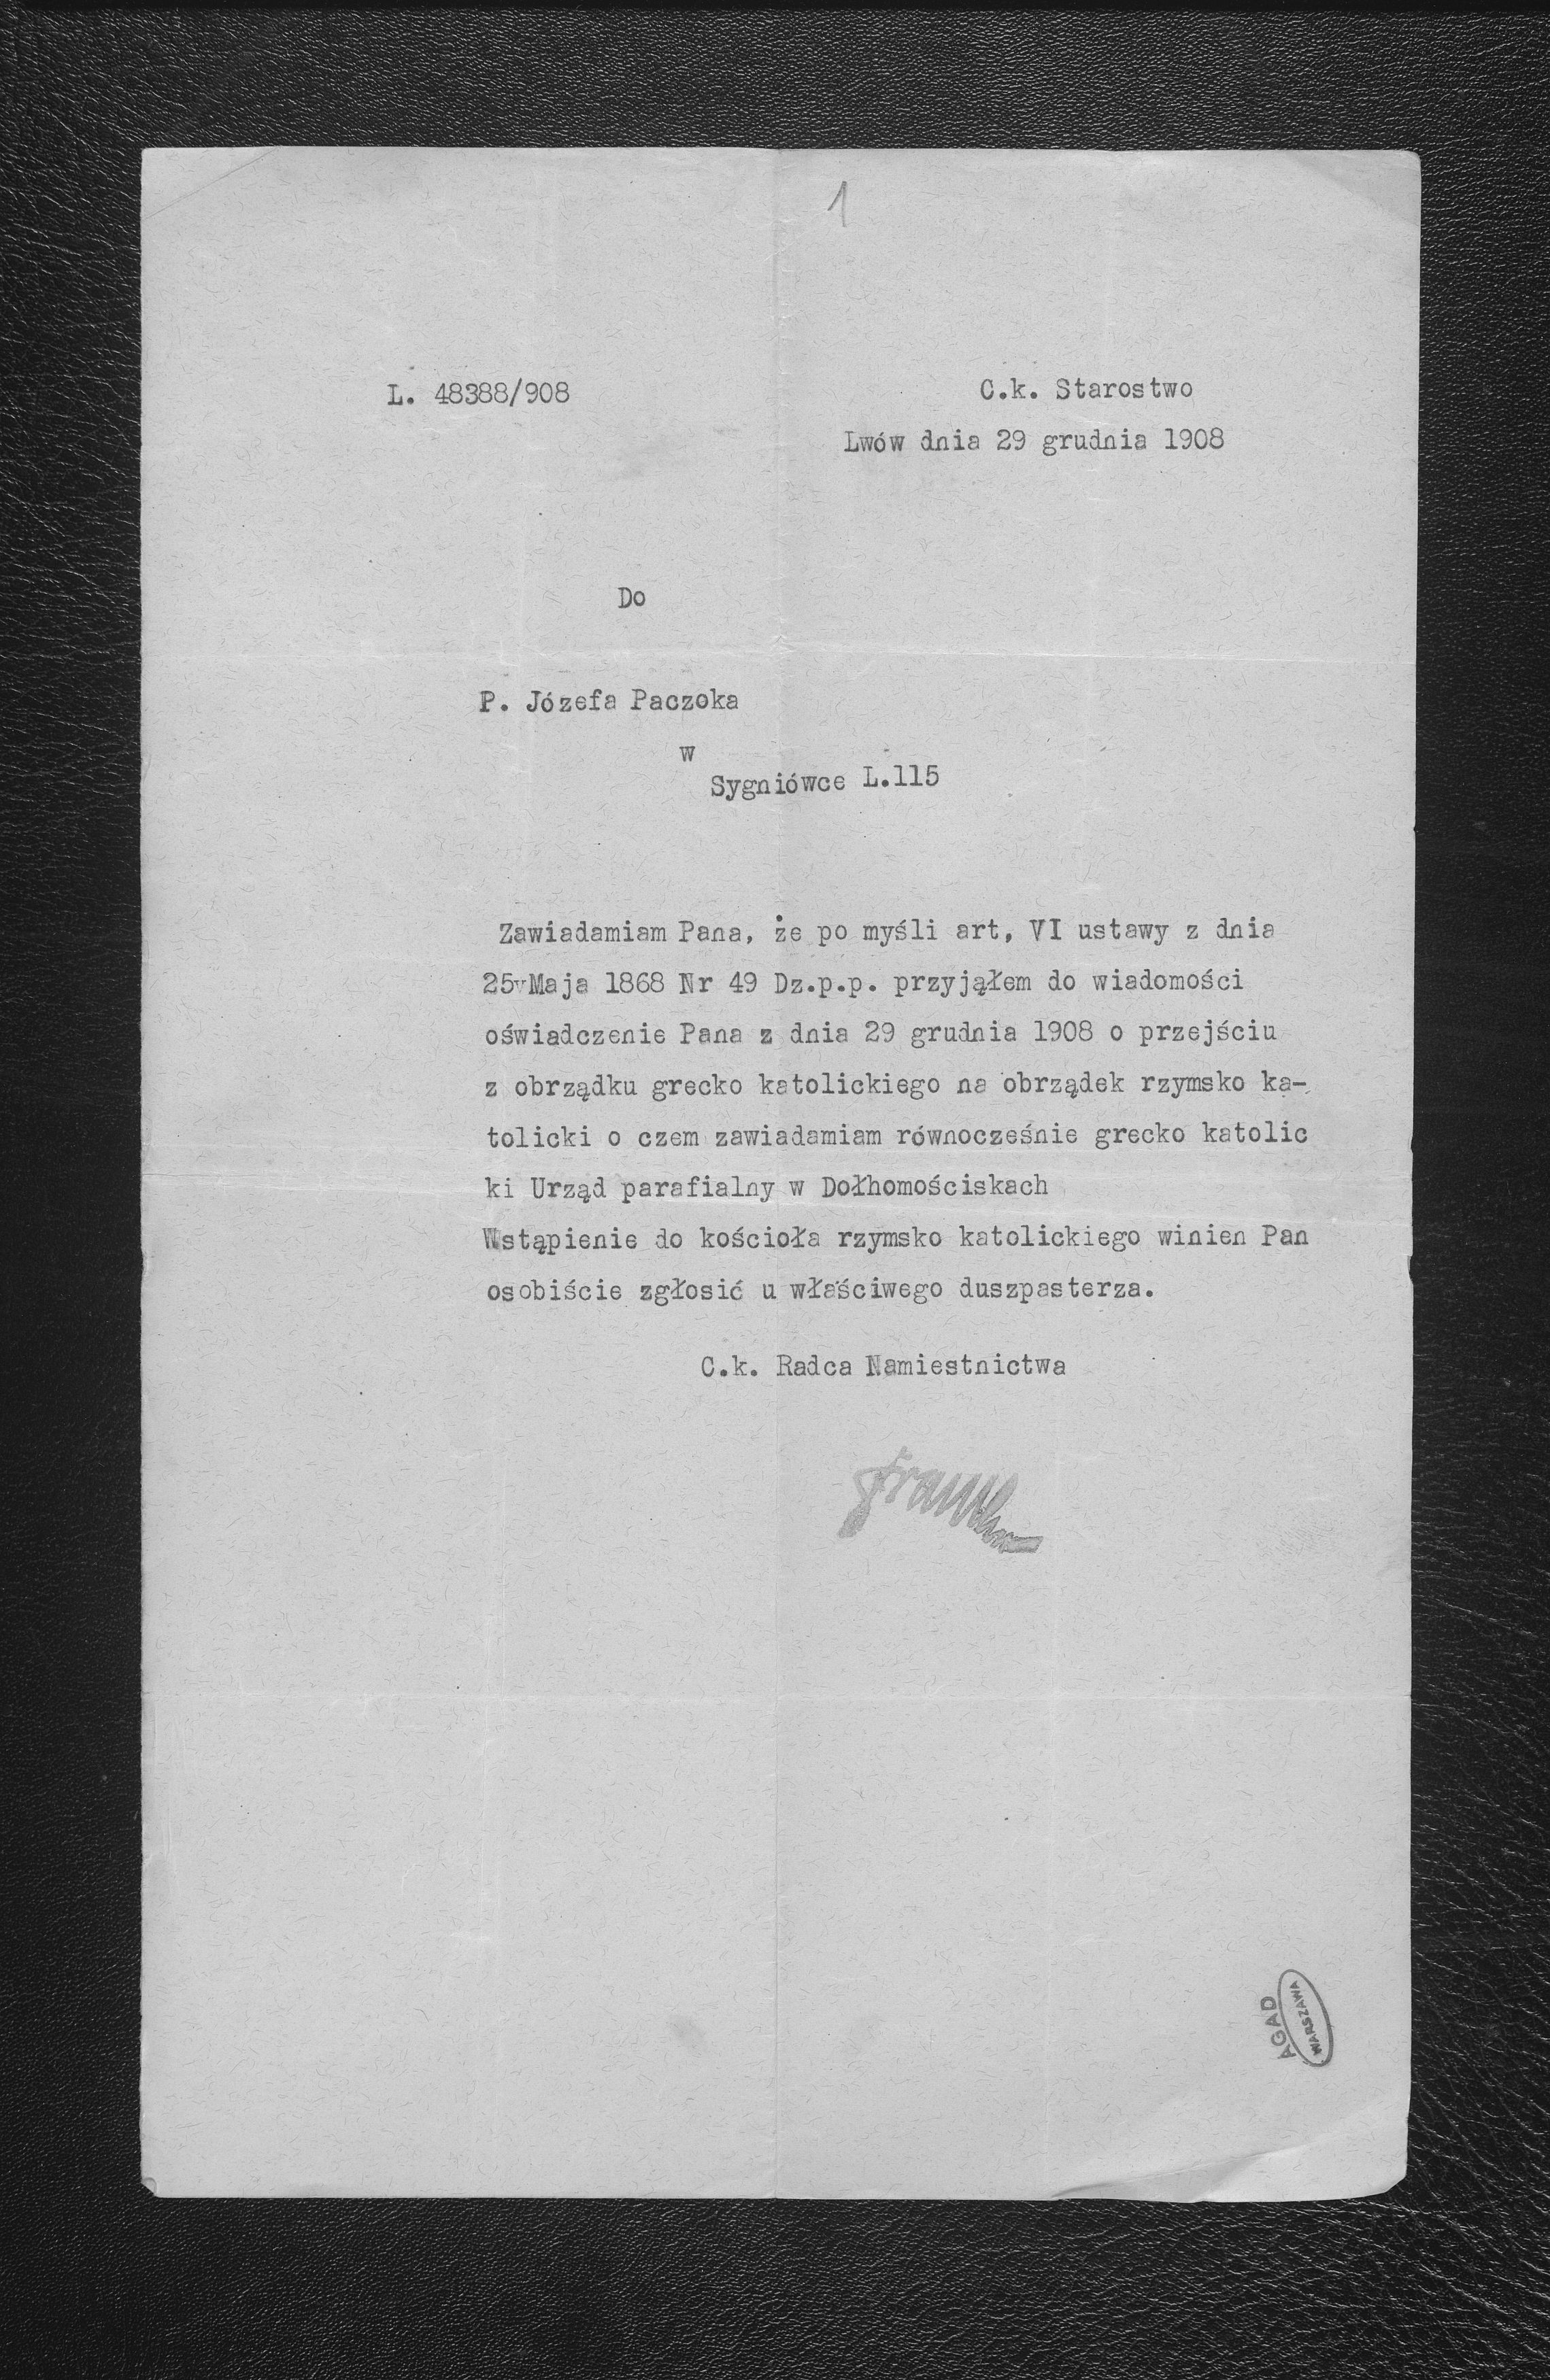 1
L. 48388/908
C.k. Starostwo
Lwów dnia 29 grudnia 1908
Do
P. Józefa Paczoka
w
Sygniówce L.115
Zawiadamiam Pana, że po myśli art, VI ustawy z dnia
25 Maja 1868 Nr 49 Dz.p.p. przyjąłem do wiadomości
oświadczenie Pana z dnia 29 grudnia 1908 o przejściu
z obrządku grecko katolickiego na obrządek rzymsko ka-
tolicki o czem zawiadamiam równocześnie grecko katolic
ki Urząd parafialny w Dołhomościskach
Wstąpienie do kościoła rzymsko katolickiego winien Pan
osobiście zgłosić u właściwego duszpasterza.
C.k. Radca Namiestnictwa
AGAD
WARSZAWA